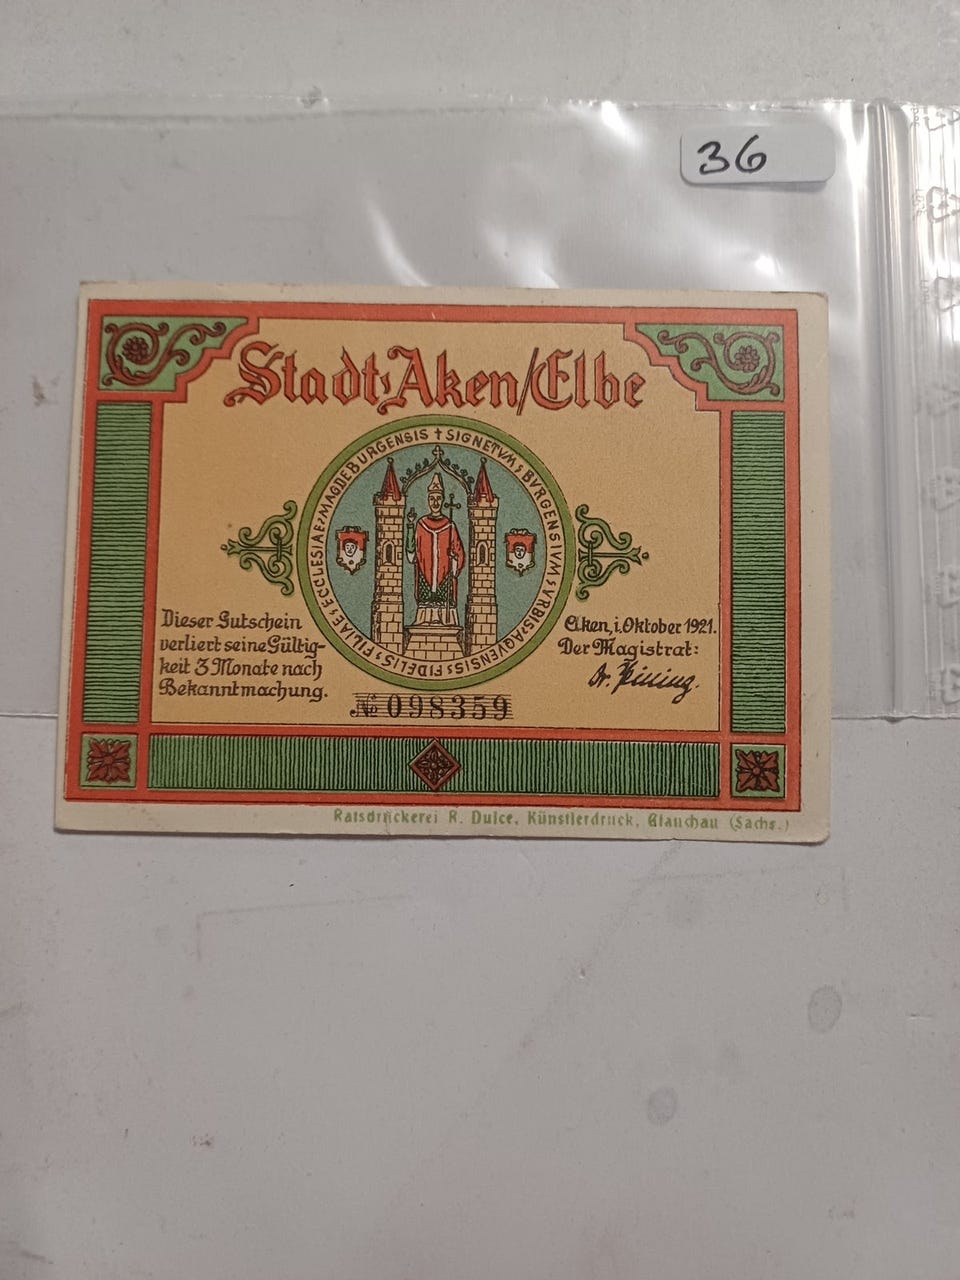 36
Stadt Aken/Elbe
SIGNETVM BVRGENSIVM VRBIS AQVENSIS FIDELIS FILIAE ECCLESIAE MAGDEBURGENSIS
Dieser Gutschein
verliert seine Gültig-
keit 3 Monate nach
Bekanntmachung.
Aken, i. Oktober 1921.
Der Magistrat:
№ 098359
Ratsdruckerei R. Dulce, Künstlerdruck, Glauchau (Sachs.)